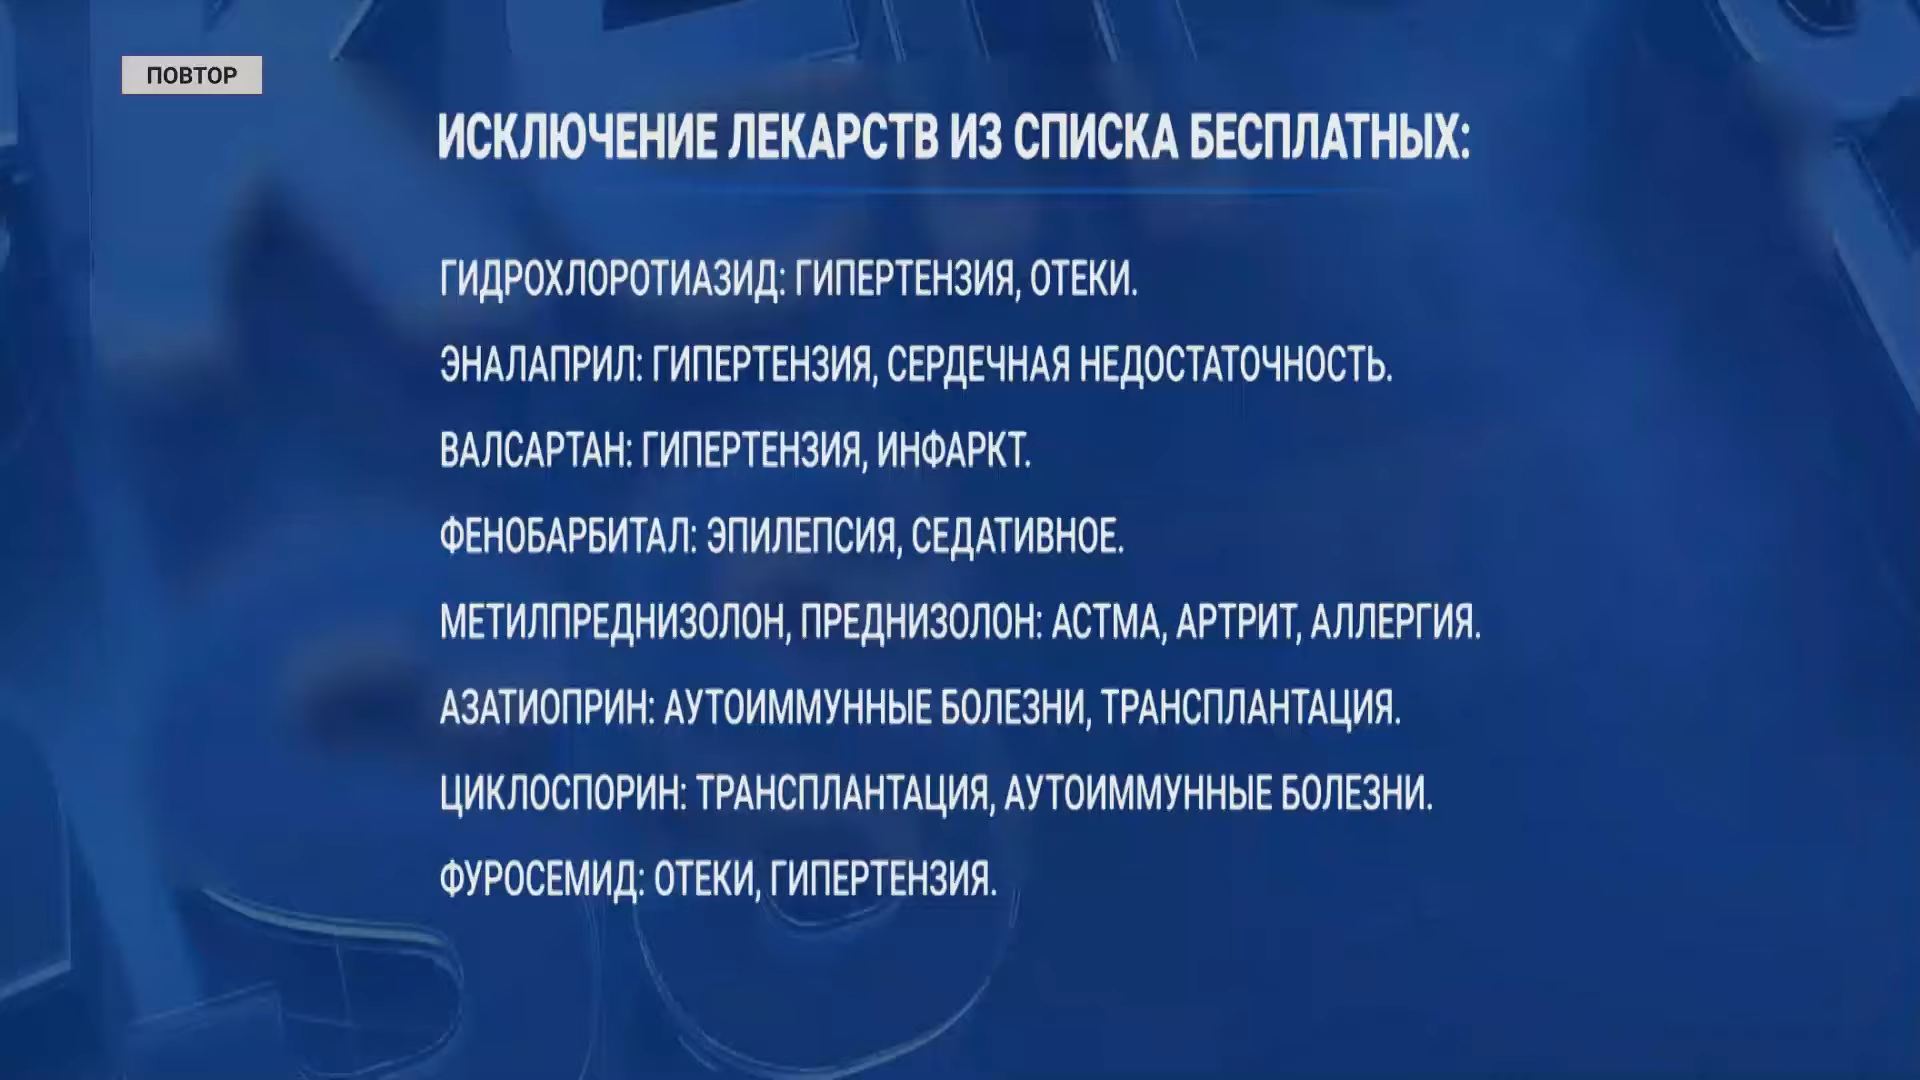 ПОВТОР
ИСКЛЮЧЕНИЕ ЛЕКАРСТВ ИЗ СПИСКА БЕСПЛАТНЫХ:
ГИДРОХЛОРОТИАЗИД: ГИПЕРТЕНЗИЯ, ОТЕКИ.
ЭНАЛАПРИЛ: ГИПЕРТЕНЗИЯ, СЕРДЕЧНАЯ НЕДОСТАТОЧНОСТЬ.
ВАЛСАРТАН: ГИПЕРТЕНЗИЯ, ИНФАРКТ.
ФЕНОБАРБИТАЛ: ЭПИЛЕПСИЯ, СЕДАТИВНОЕ.
МЕТИЛПРЕДНИЗОЛОН, ПРЕДНИЗОЛОН: АСТМА, АРТРИТ, АЛЛЕРГИЯ.
АЗАТИОПРИН: АУТОИММУННЫЕ БОЛЕЗНИ, ТРАНСПЛАНТАЦИЯ.
ЦИКЛОСПОРИН: ТРАНСПЛАНТАЦИЯ, АУТОИММУННЫЕ БОЛЕЗНИ.
ФУРОСЕМИД: ОТЕКИ, ГИПЕРТЕНЗИЯ.